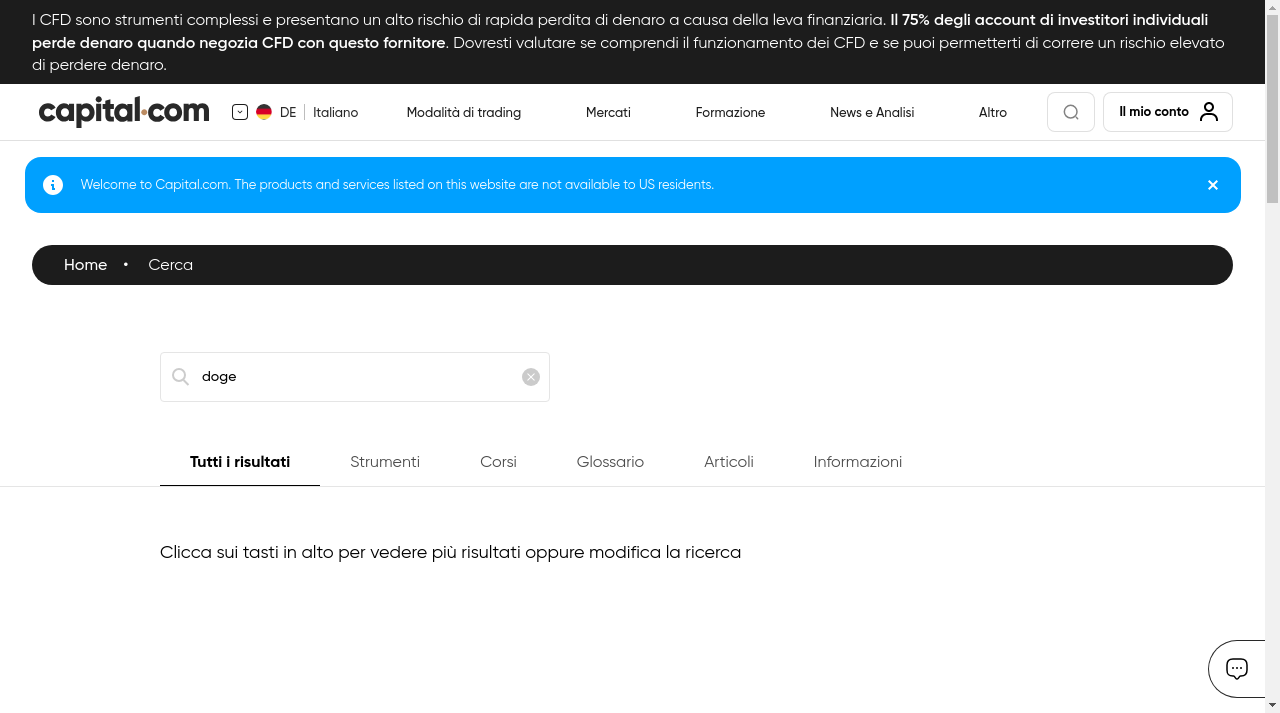 I CFD sono strumenti complessi e presentano un alto rischio di rapida perdita di denaro a causa della leva finanziaria. Il 75% degli account di investitori individuali
perde denaro quando negozia CFD con questo fornitore. Dovresti valutare se comprendi il funzionamento dei CFD e se puoi permetterti di correre un rischio elevato
di perdere denaro.
capital.com DE Italiano Modalità di trading Mercati Formazione News e Analisi Altro Il mio conto
Welcome to Capital.com. The products and services listed on this website are not available to US residents.
Home • Cerca
doge
Tutti i risultati Strumenti Corsi Glossario Articoli Informazioni
Clicca sui tasti in alto per vedere più risultati oppure modifica la ricerca